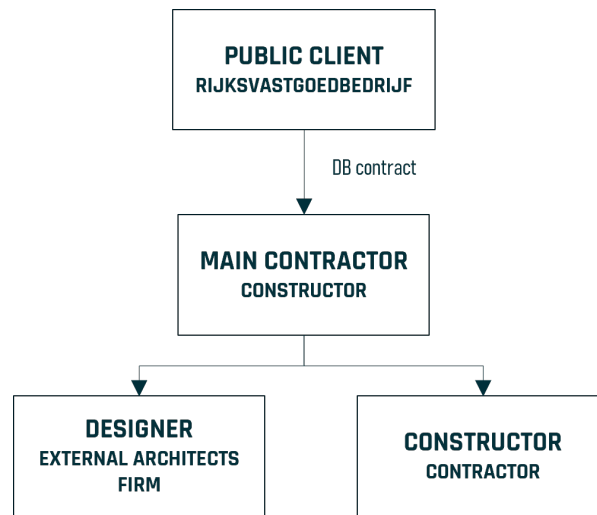 PUBLIC CLIENT
RIJKSVASTGOEDBEDRIJF
DB contract
MAIN CONTRACTOR
CONSTRUCTOR
DESIGNER
EXTERNAL ARCHITECTS
FIRM
CONSTRUCTOR
CONTRACTOR